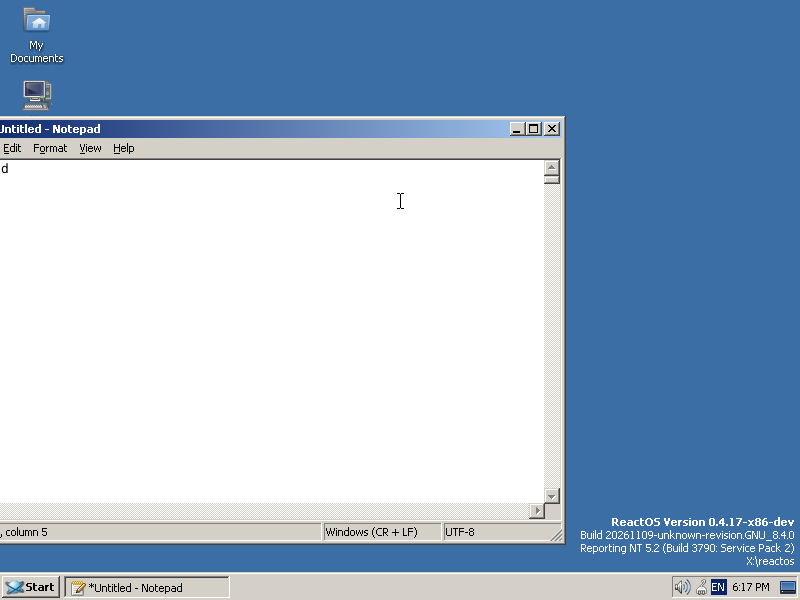 My
Documents
Untitled - Notepad
Edit Format View Help
d
, column 5
Windows (CR + LF)
UTF-8
ReactOS Version 0.4.17-x86-dev
Build 20261109-unknown-revision.GNU_8.4.0
Reporting NT 5.2 (Build 3790: Service Pack 2)
X:\reactos
Start
*Untitled - Notepad
EN
6:17 PM